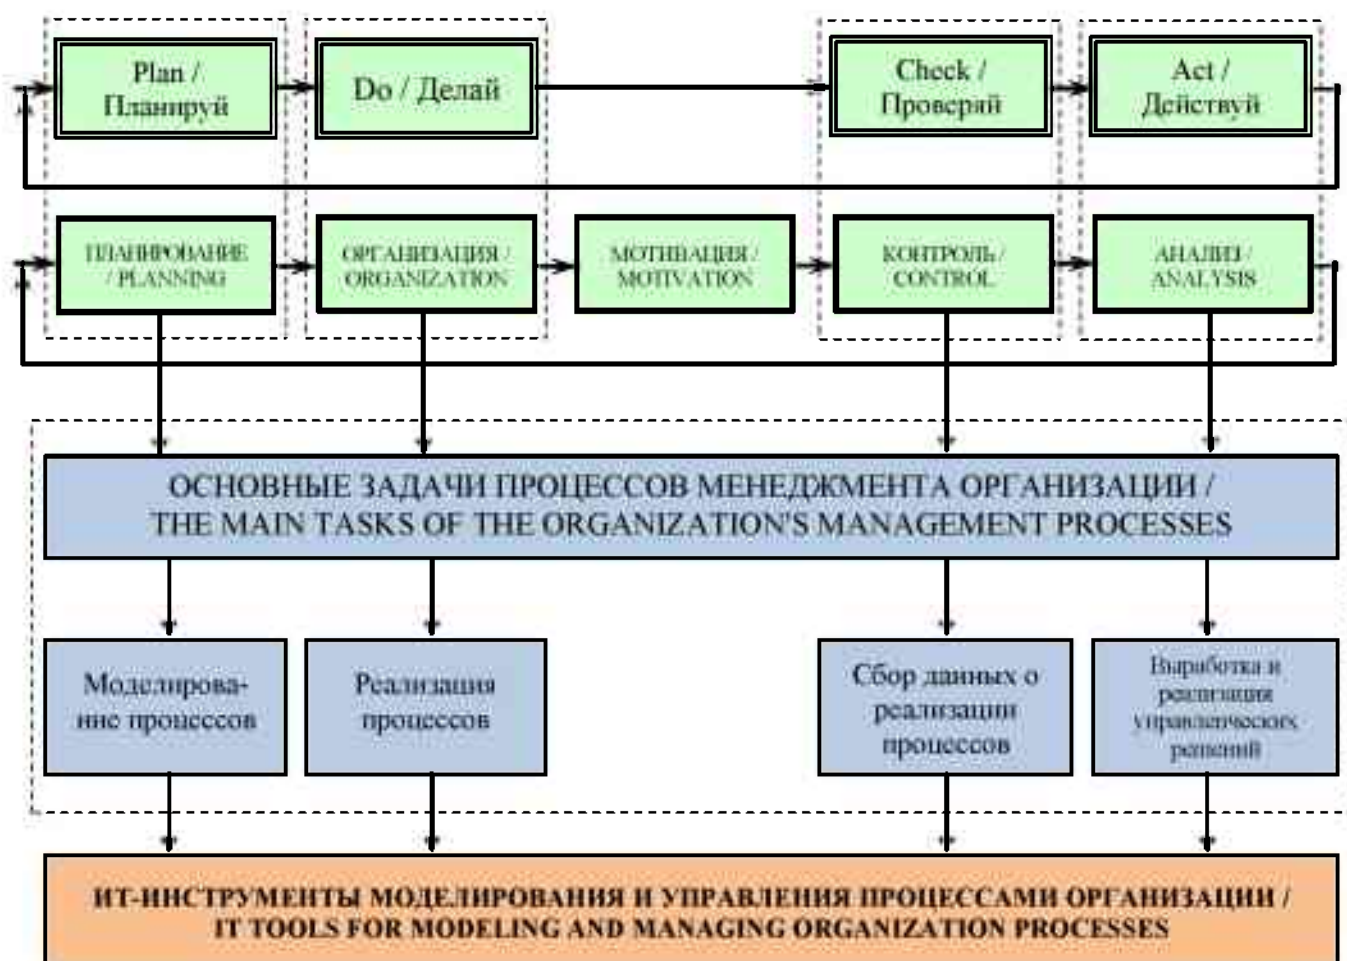 Plan /
Планируй
Do / Делай
Check /
Проверяй
Act /
Действуй
ПЛАНИРОВАНИЕ
/ PLANNING
ОРГАНИЗАЦИЯ /
ORGANIZATION
МОТИВАЦИЯ /
MOTIVATION
КОНТРОЛЬ /
CONTROL
АНАЛИЗ /
ANALYSIS
ОСНОВНЫЕ ЗАДАЧИ ПРОЦЕССОВ МЕНЕДЖМЕНТА ОРГАНИЗАЦИИ /
THE MAIN TASKS OF THE ORGANIZATION'S MANAGEMENT PROCESSES
Моделирова-
ние процессов
Реализация
процессов
Сбор данных о
реализации
процессов
Выработка и
реализация
управленческих
решений
ИТ-ИНСТРУМЕНТЫ МОДЕЛИРОВАНИЯ И УПРАВЛЕНИЯ ПРОЦЕССАМИ ОРГАНИЗАЦИИ /
IT TOOLS FOR MODELING AND MANAGING ORGANIZATION PROCESSES